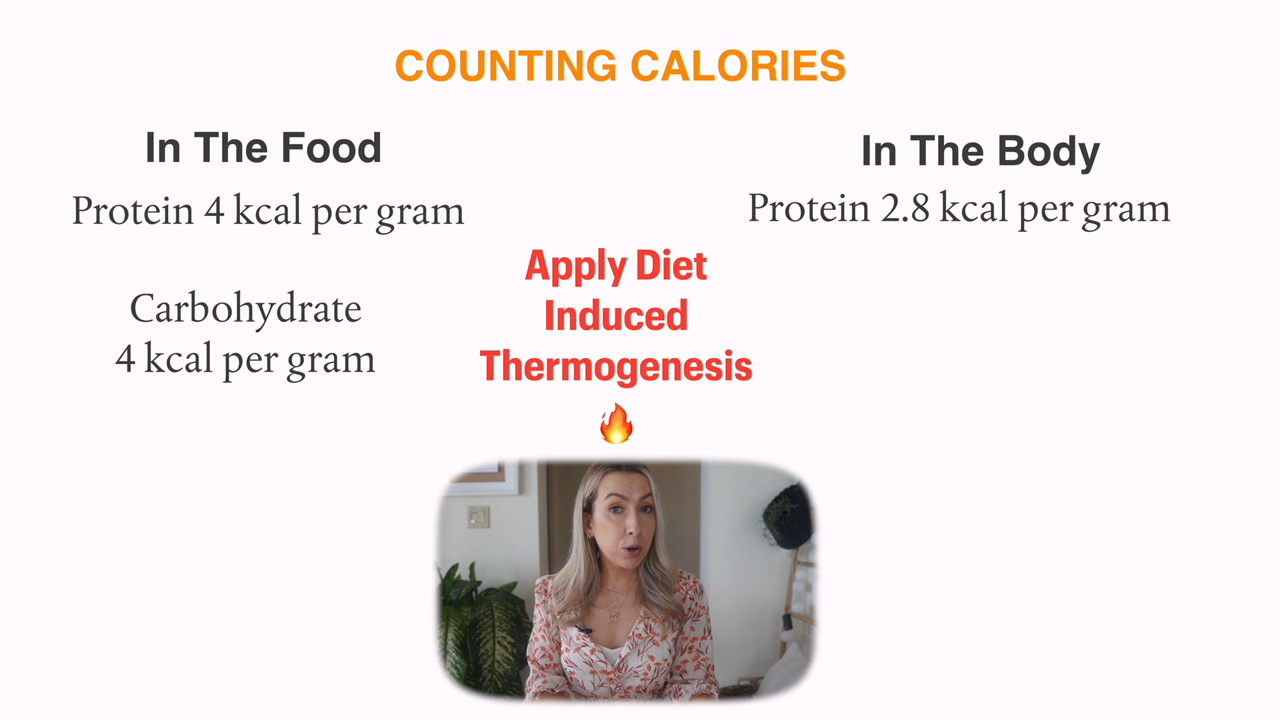 COUNTING CALORIES
In The Food
Protein 4 kcal per gram
Carbohydrate
4 kcal per gram
Apply Diet
Induced
Thermogenesis
In The Body
Protein 2.8 kcal per gram